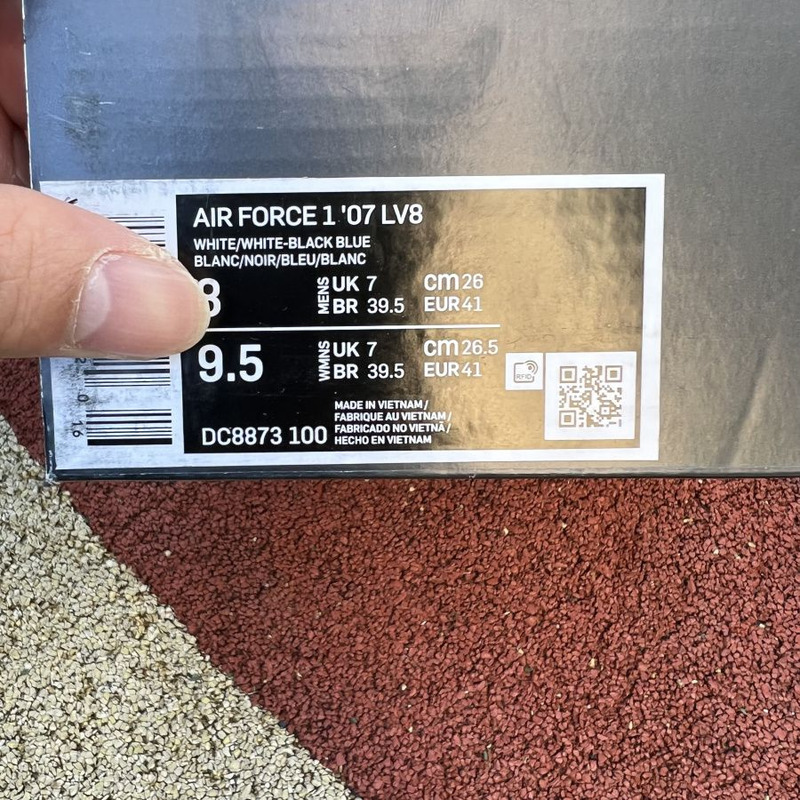 AIR FORCE 1 '07 LV8
WHITE/WHITE-BLACK BLUE
BLANC/NOIR/BLEU/BLANC
8 MENS UK 7 cm 26
BR 39.5 EUR 41
9.5 WMNS UK 7 cm 26.5
BR 39.5 EUR 41
RFID
MADE IN VIETNAM /
FABRIQUE AU VIETNAM /
FABRICADO NO VIETNÃ /
HECHO EN VIETNAM
DC8873 100